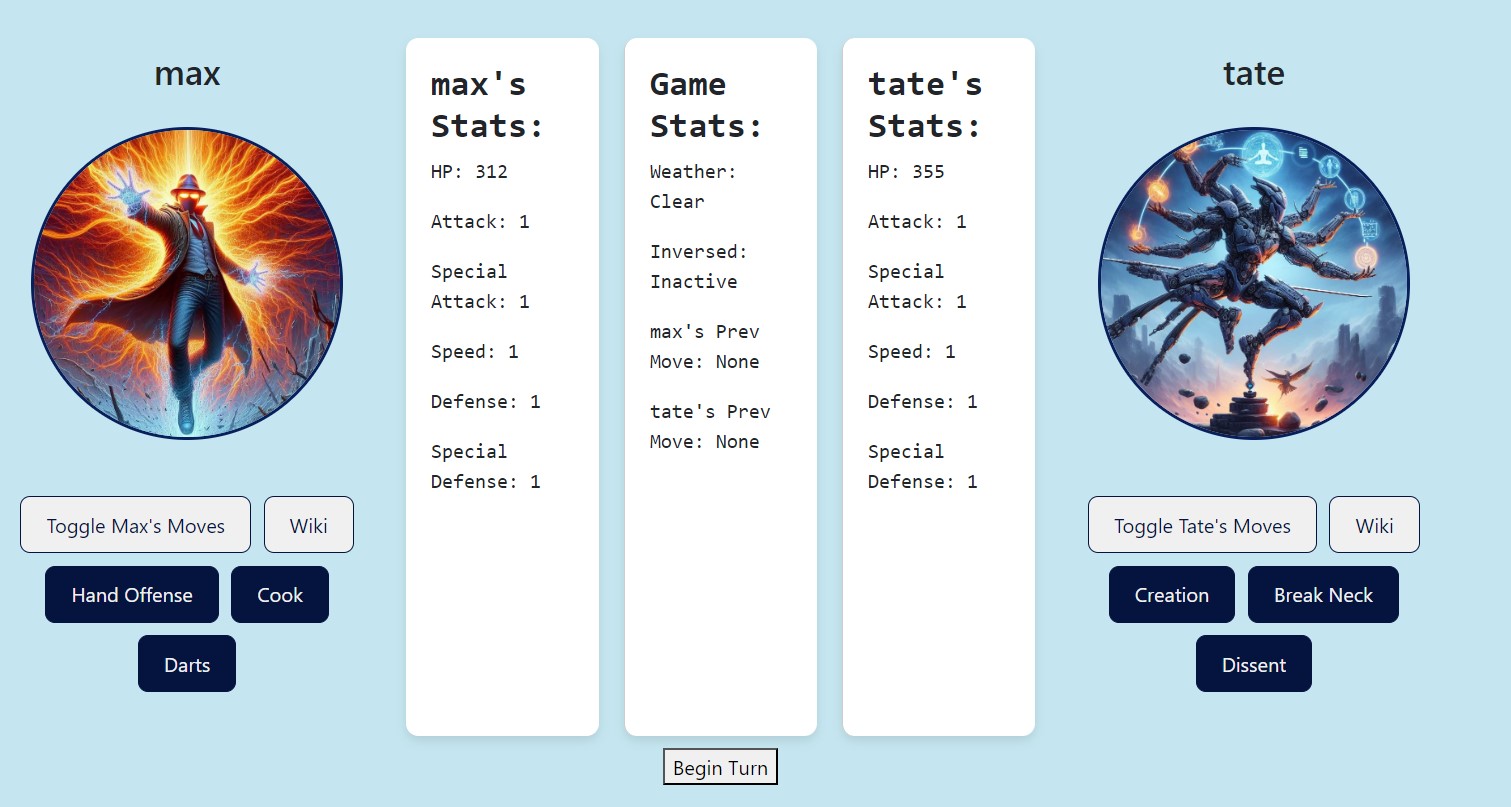 max
Toggle Max's Moves
Wiki
Hand Offense
Cook
Darts
max's
Stats:
HP: 312
Attack: 1
Special
Attack: 1
Speed: 1
Defense: 1
Special
Defense: 1
Game
Stats:
Weather:
Clear
Inversed:
Inactive
max's Prev
Move: None
tate's Prev
Move: None
tate's
Stats:
HP: 355
Attack: 1
Special
Attack: 1
Speed: 1
Defense: 1
Special
Defense: 1
tate
Toggle Tate's Moves
Wiki
Creation
Break Neck
Dissent
Begin Turn